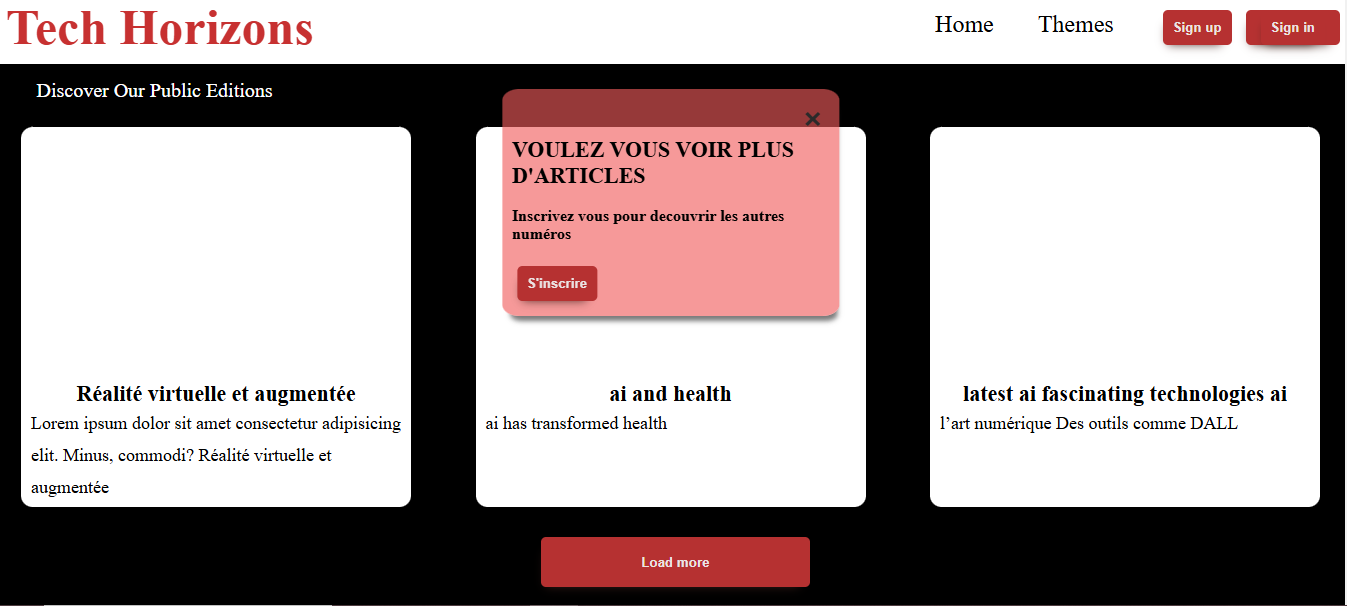 Tech Horizons
Home
Themes
Sign up
Sign in
Discover Our Public Editions
×
VOULEZ VOUS VOIR PLUS
D'ARTICLES
Inscrivez vous pour decouvrir les autres
numéros
S'inscrire
Réalité virtuelle et augmentée
Lorem ipsum dolor sit amet consectetur adipisicing
elit. Minus, commodi? Réalité virtuelle et
augmentée
ai and health
ai has transformed health
latest ai fascinating technologies ai
l’art numérique Des outils comme DALL
Load more